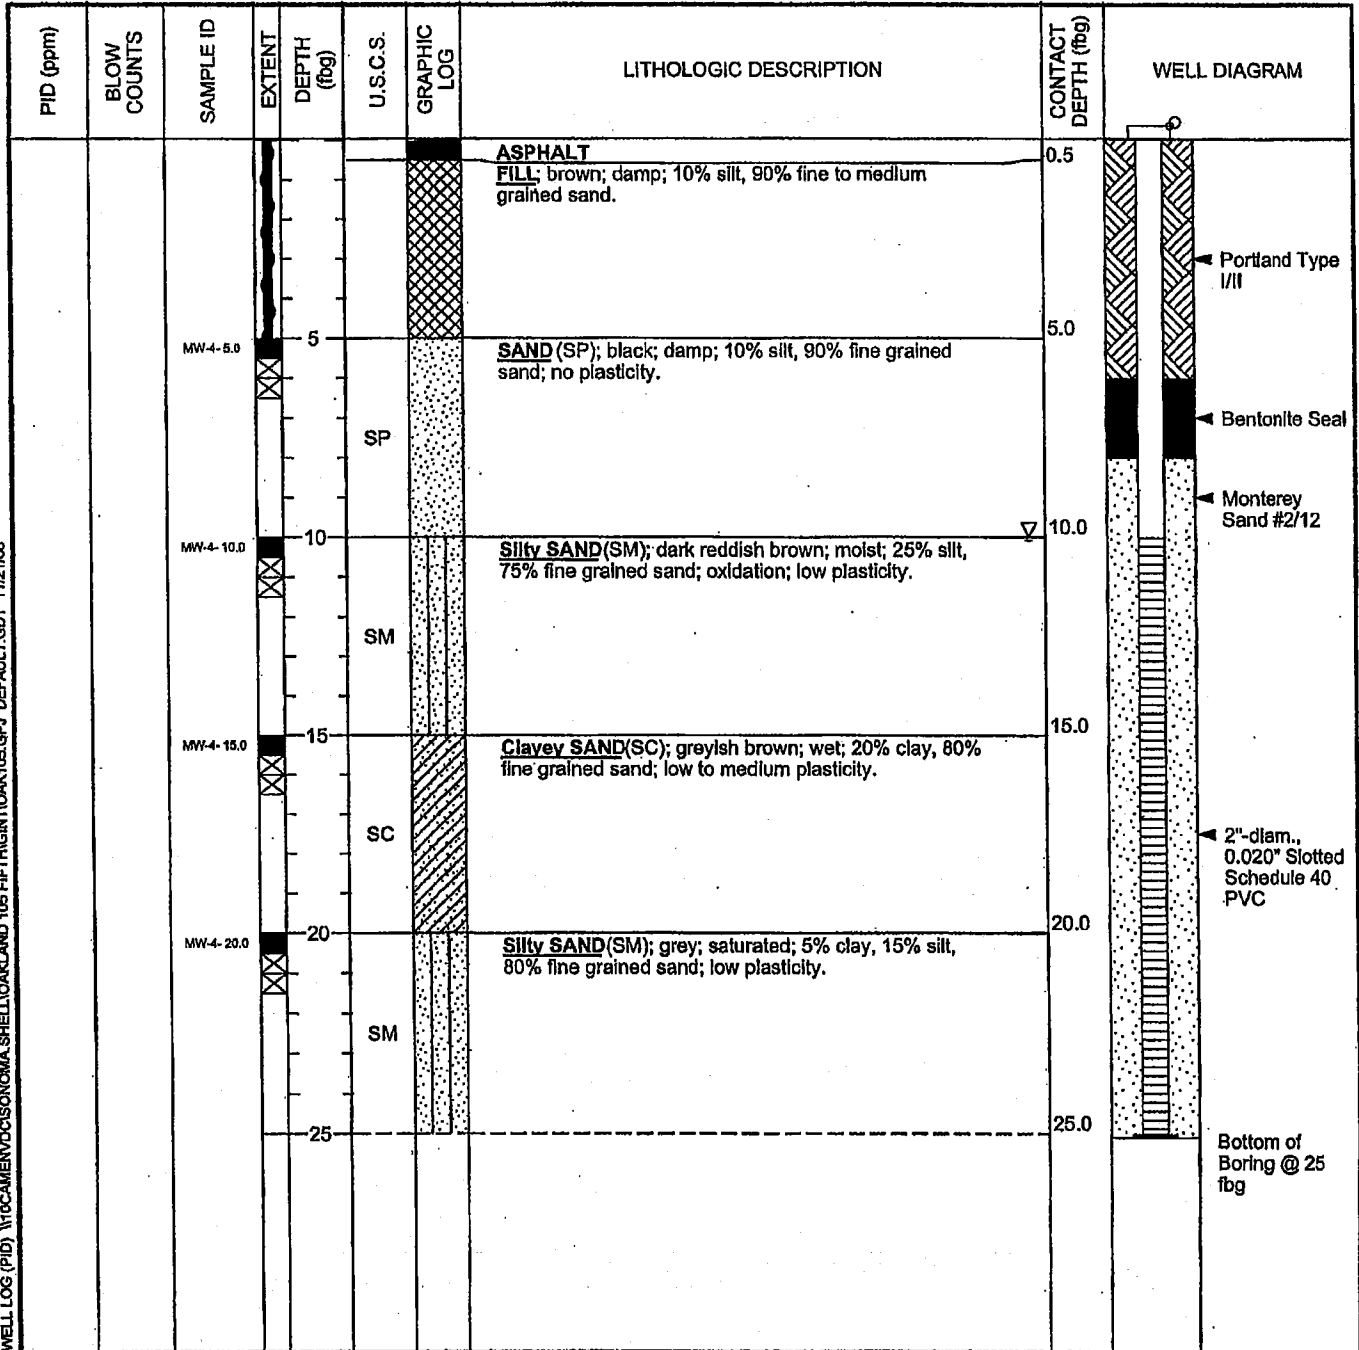 PID (ppm)
BLOW
COUNTS
SAMPLE ID
EXTENT
DEPTH
(fbg)
U.S.C.S.
GRAPHIC
LOG
LITHOLOGIC DESCRIPTION
CONTACT
DEPTH (fbg)
WELL DIAGRAM
ASPHALT
0.5
FILL; brown; damp; 10% silt, 90% fine to medium
grained sand.
Portland Type
I/II
5.0
MW-4-5.0
5
SAND (SP); black; damp; 10% silt, 90% fine grained
sand; no plasticity.
SP
Bentonite Seal
Monterey
Sand #2/12
10.0
MW-4-10.0
10
Silty SAND(SM); dark reddish brown; moist; 25% silt,
75% fine grained sand; oxidation; low plasticity.
SM
15.0
MW-4-15.0
15
Clayey SAND(SC); greyish brown; wet; 20% clay, 80%
fine grained sand; low to medium plasticity.
SC
2"-diam.,
0.020" Slotted
Schedule 40
PVC
20.0
MW-4-20.0
20
Silty SAND(SM); grey; saturated; 5% clay, 15% silt,
80% fine grained sand; low plasticity.
SM
25.0
25
Bottom of
Boring @ 25
fbg
WELL LOG (PID)